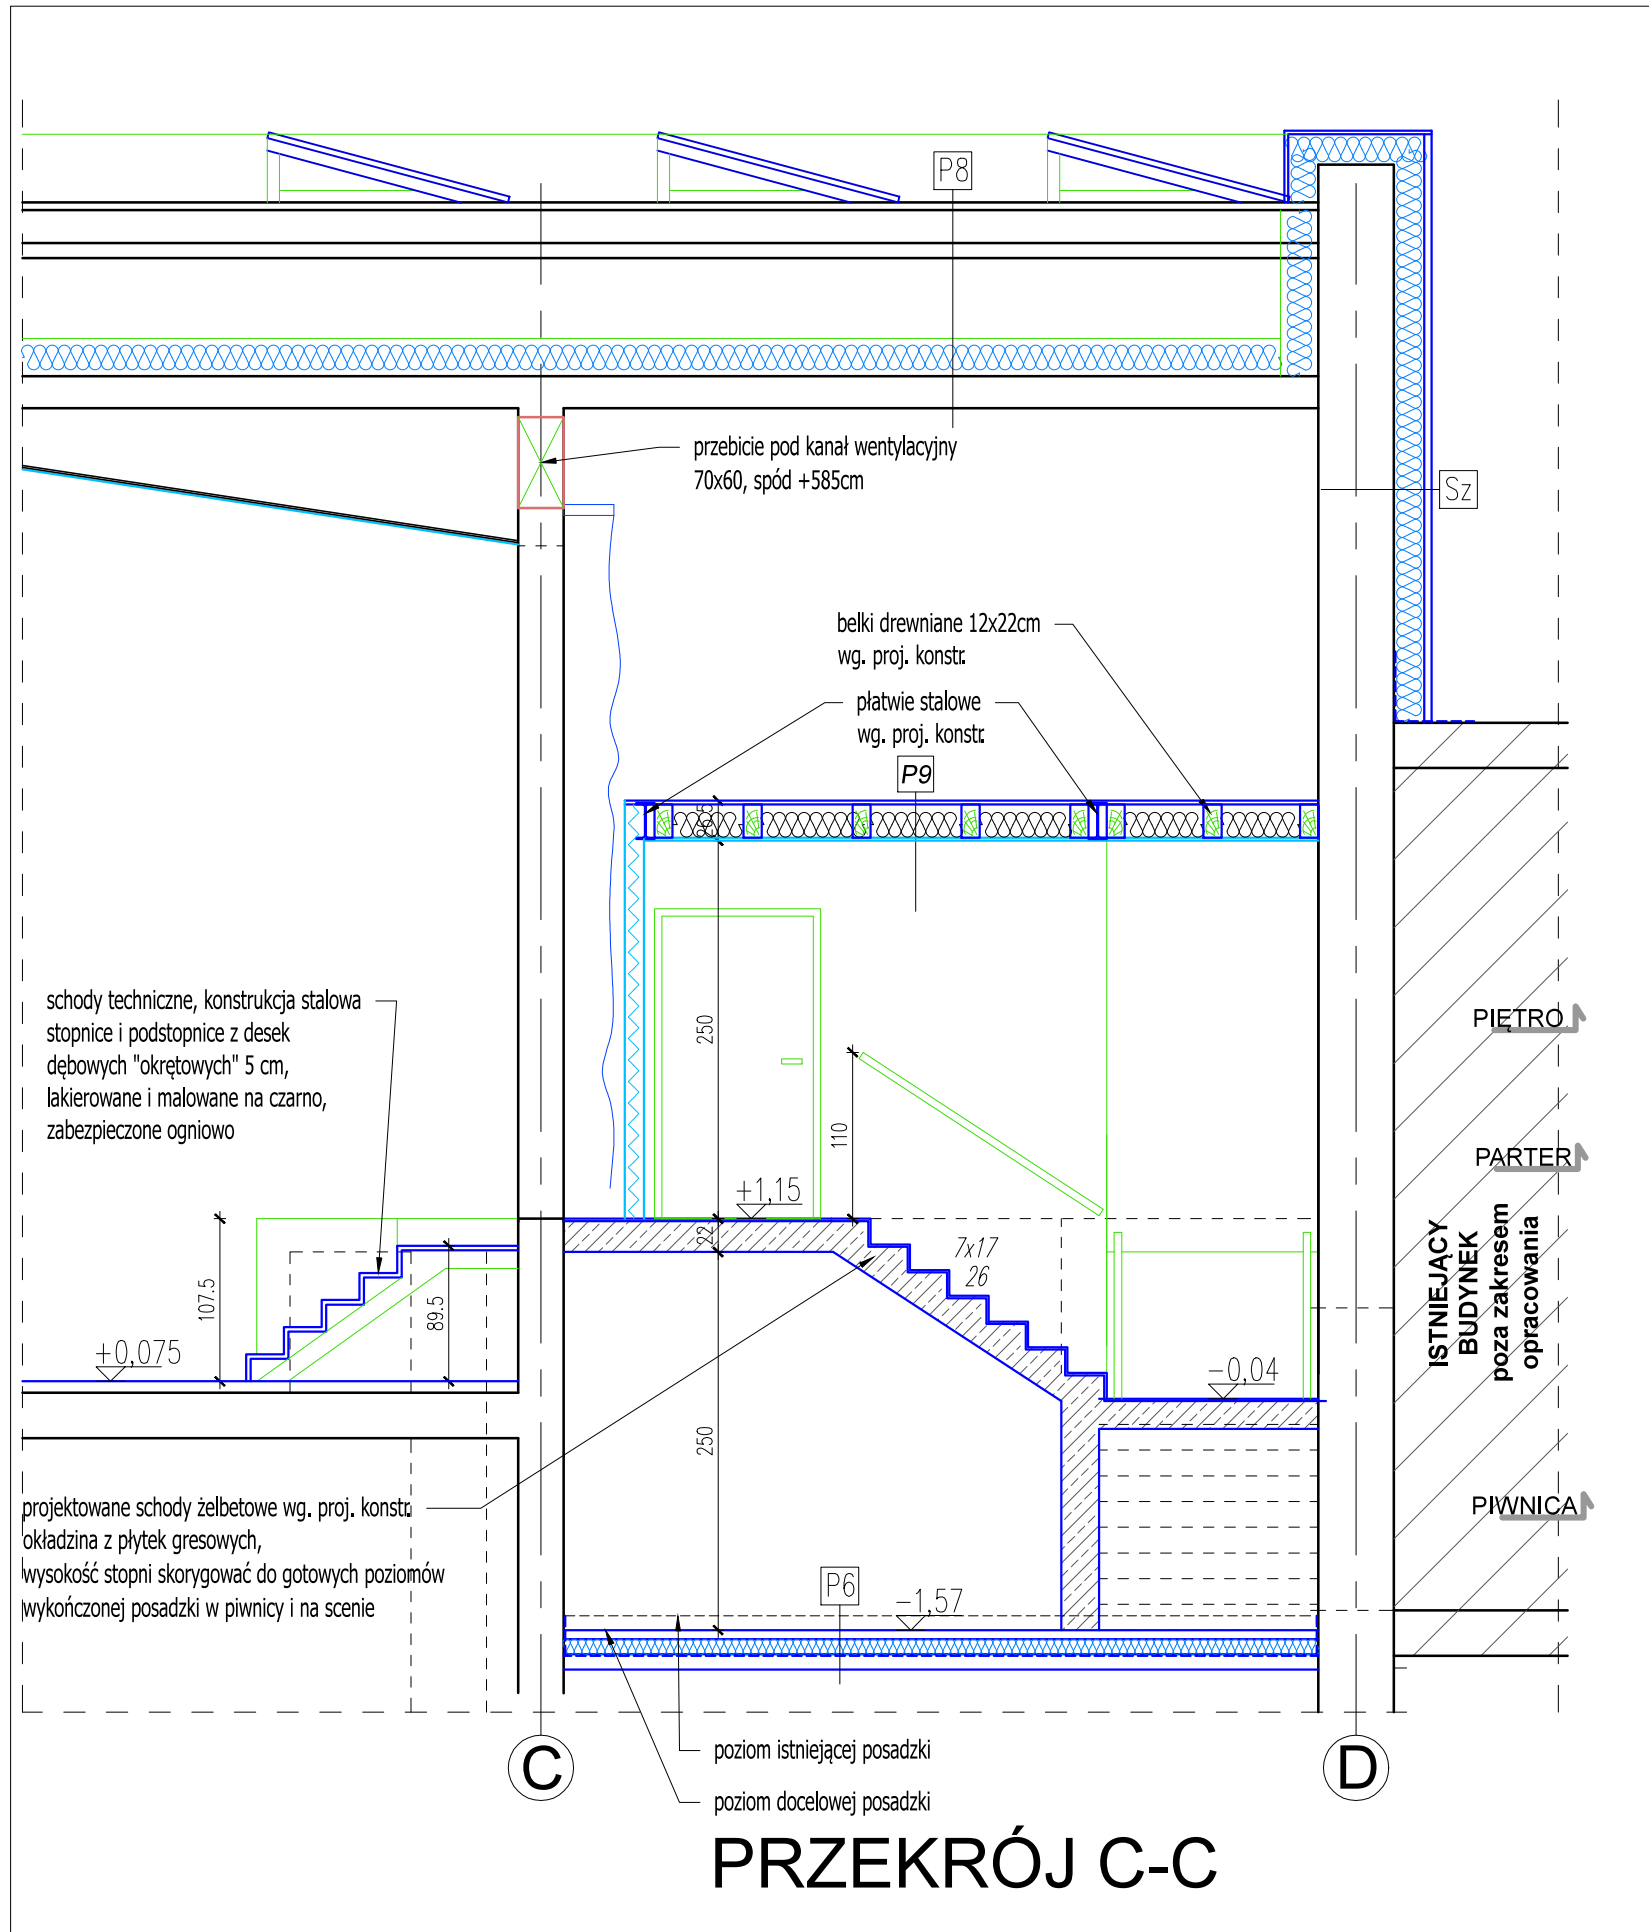 P8
przebicie pod kanał wentylacyjny
70x60, spód +585cm
Sz
belki drewniane 12x22cm
wg. proj. konstr.
płatwie stalowe
wg. proj. konstr.
P9
26.5
250
110
schody techniczne, konstrukcja stalowa
stopnice i podstopnice z desek
dębowych "okrętowych" 5 cm,
lakierowane i malowane na czarno,
zabezpieczone ogniowo
PIĘTRO
PARTER
+1,15
22
7x17
26
107.5
89.5
+0,075
-0,04
ISTNIEJĄCY
BUDYNEK
poza zakresem
opracowania
250
PIWNICA
projektowane schody żelbetowe wg. proj. konstr.
okładzina z płytek gresowych,
wysokość stopni skorygować do gotowych poziomów
wykończonej posadzki w piwnicy i na scenie
P6
-1,57
poziom istniejącej posadzki
poziom docelowej posadzki
C
D
PRZEKRÓJ C-C